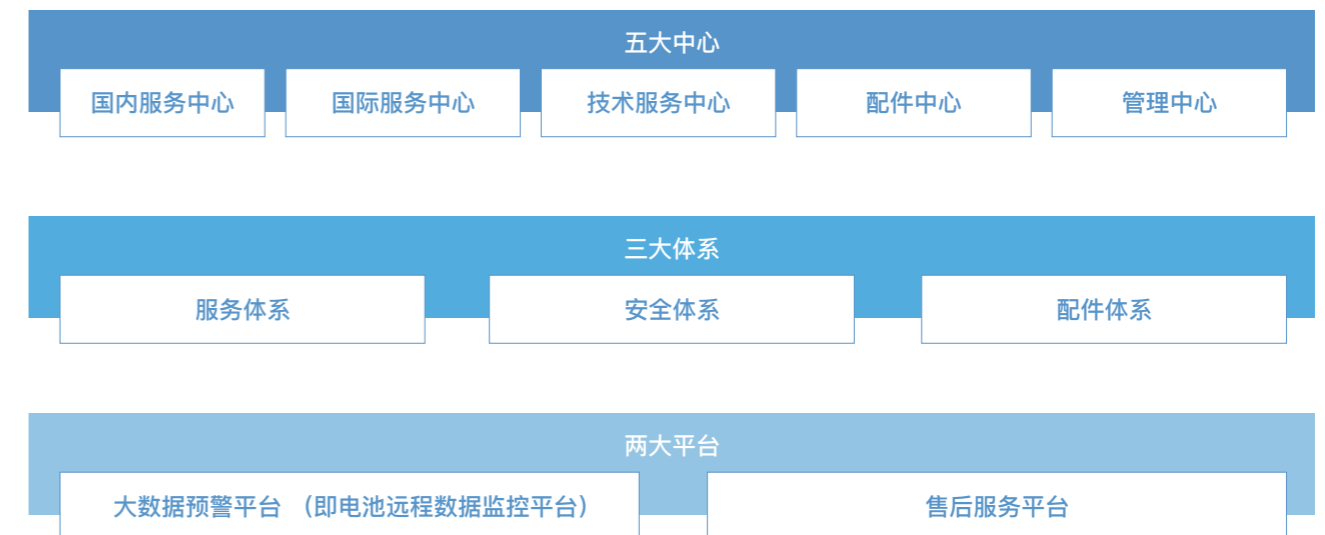 五大中心
国内服务中心 国际服务中心 技术服务中心 配件中心 管理中心
三大体系
服务体系 安全体系 配件体系
两大平台
大数据预警平台 （即电池远程数据监控平台） 售后服务平台